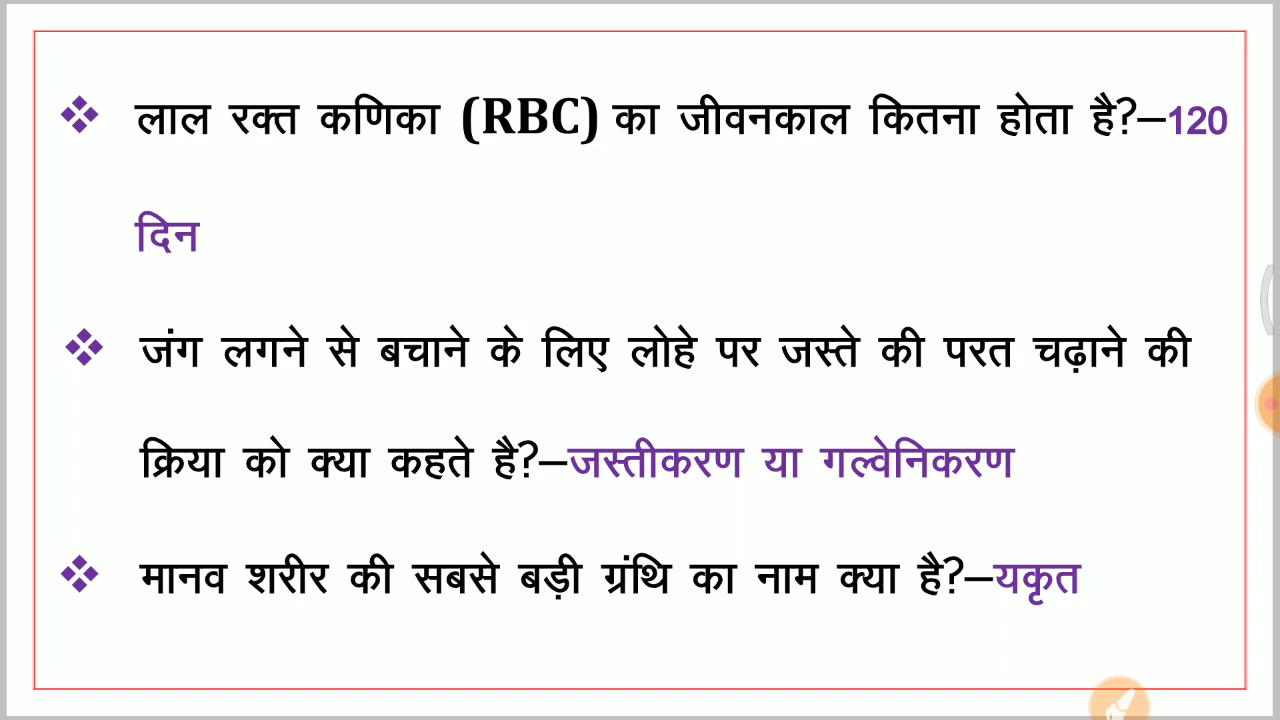 ❖ लाल रक्त कणिका (RBC) का जीवनकाल कितना होता है?–120
दिन
❖ जंग लगने से बचाने के लिए लोहे पर जस्ते की परत चढ़ाने की
क्रिया को क्या कहते है?–जस्तीकरण या गल्वेनिकरण
❖ मानव शरीर की सबसे बड़ी ग्रंथि का नाम क्या है?–यकृत